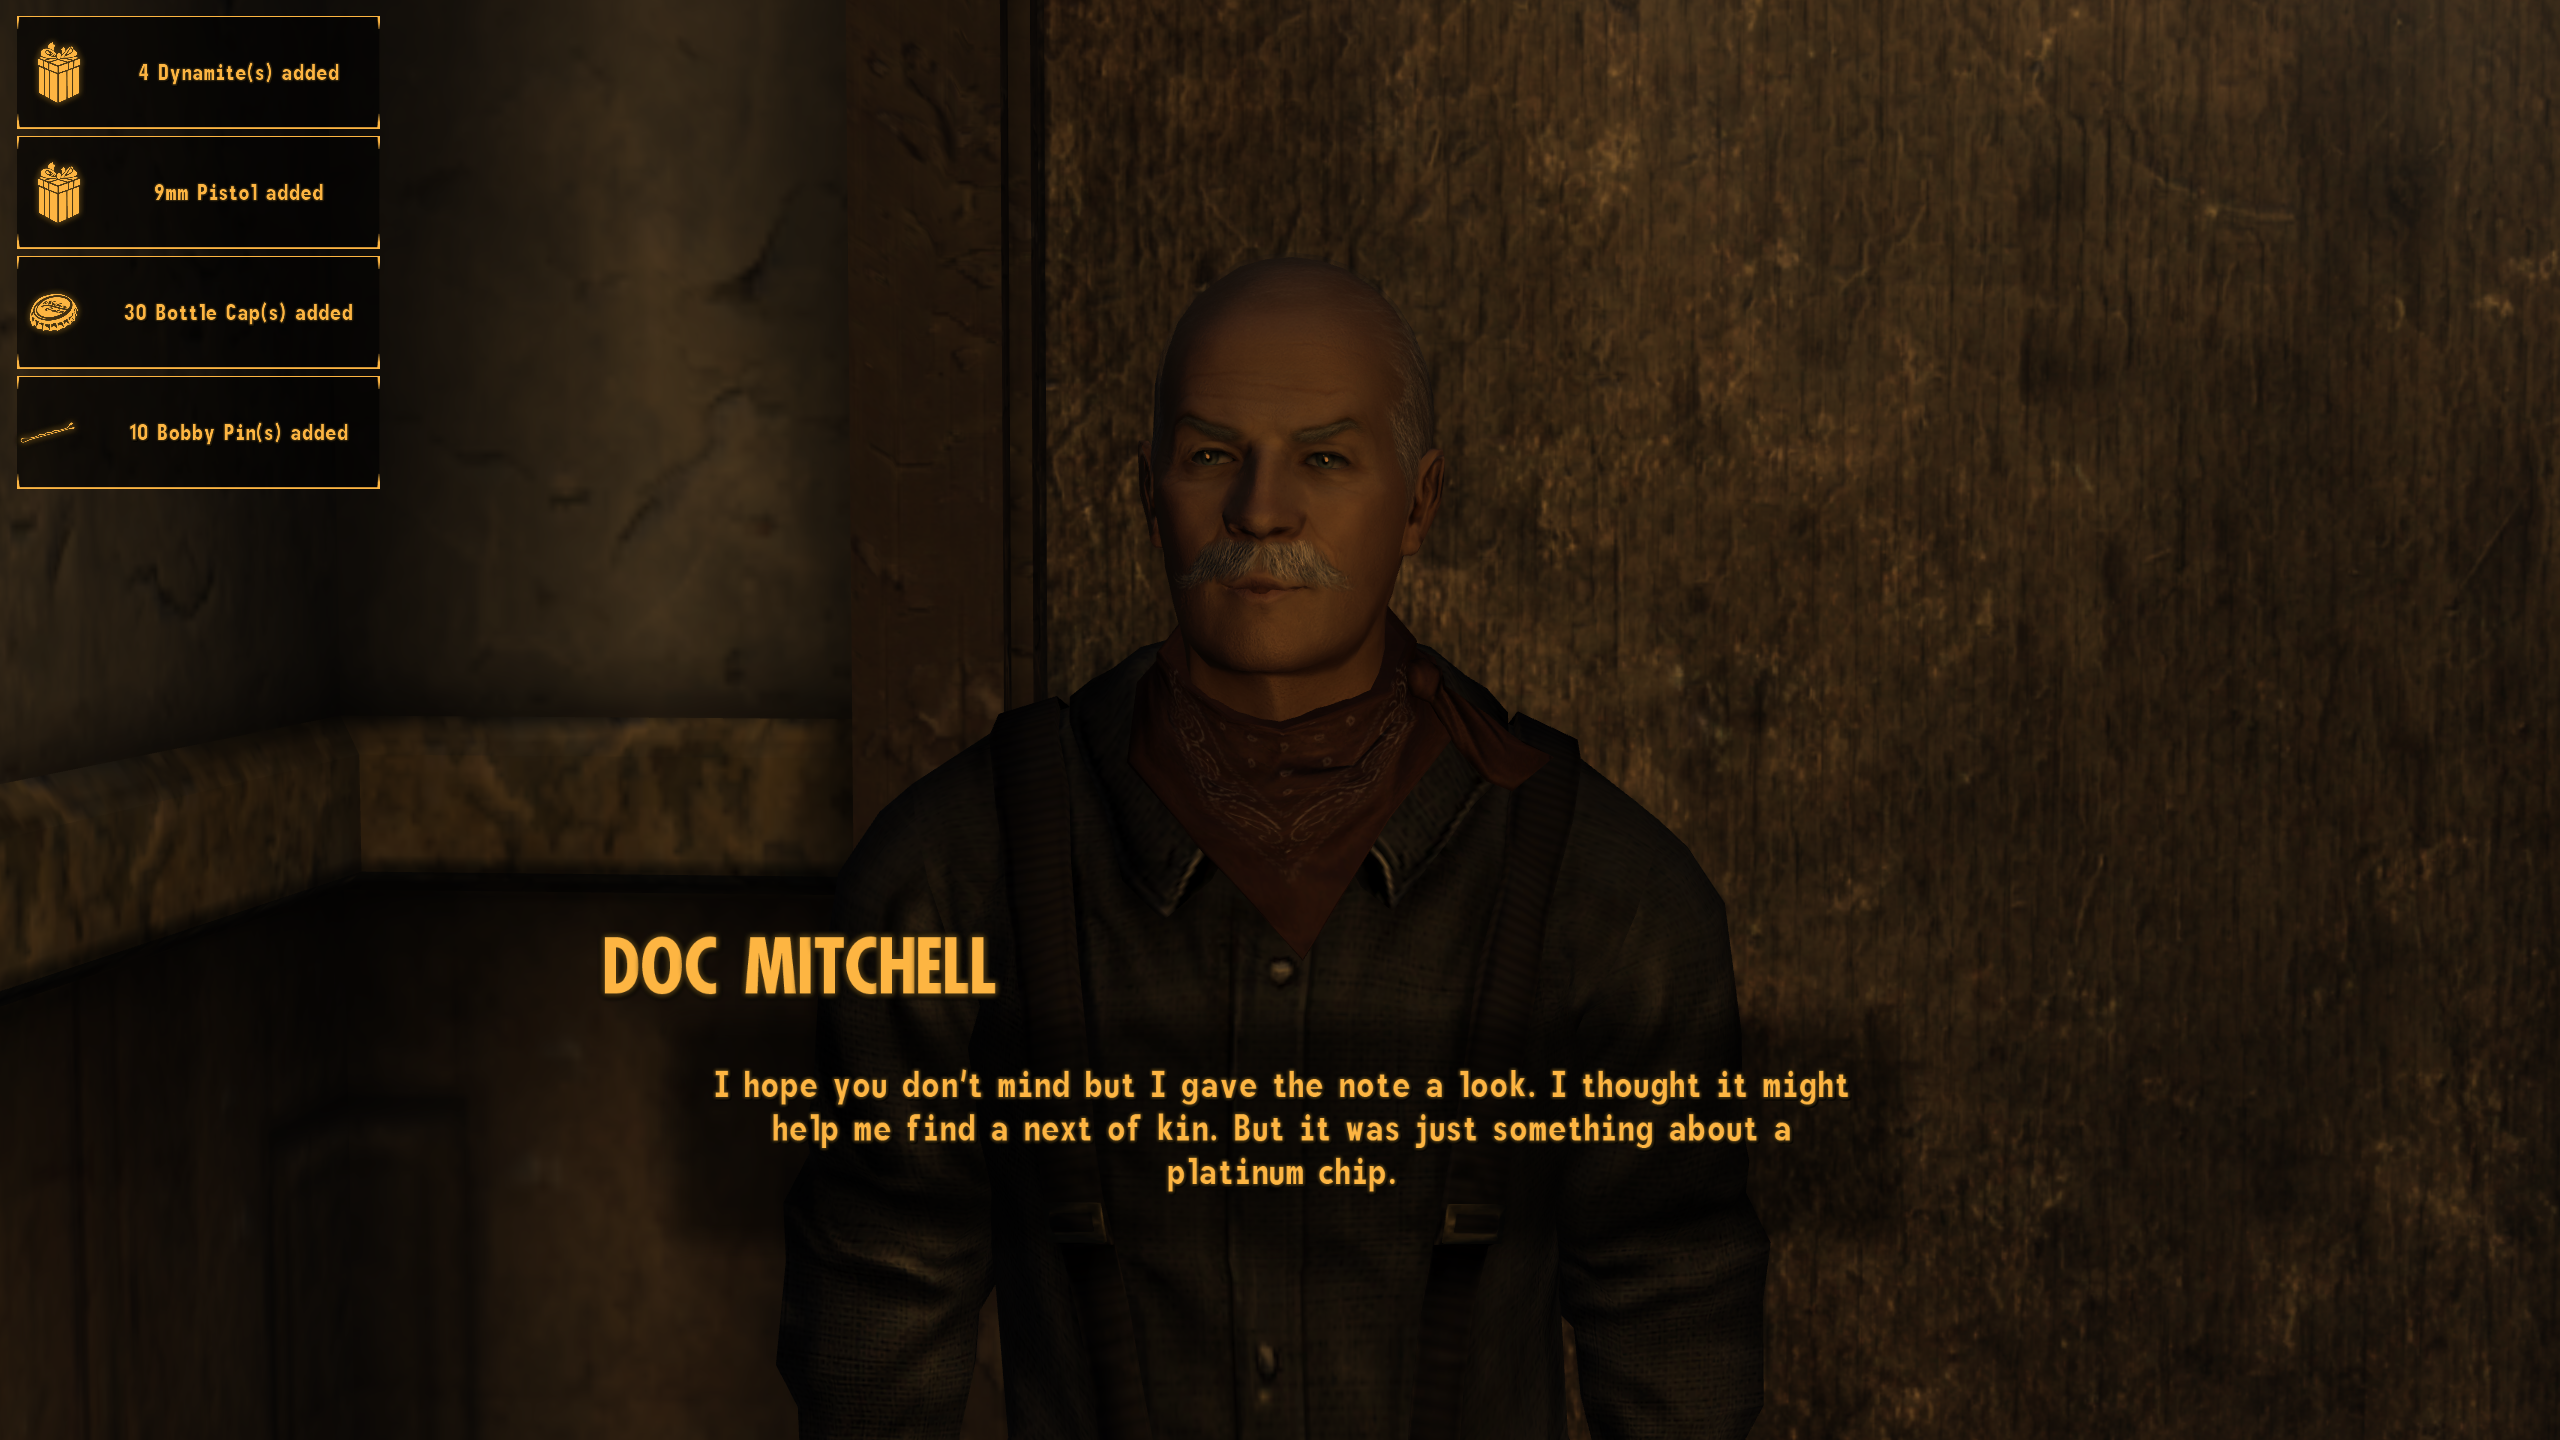 4 Dynamite(s) added
9mm Pistol added
30 Bottle Cap(s) added
10 Bobby Pin(s) added
DOC MITCHELL
I hope you don't mind but I gave the note a look. I thought it might
help me find a next of kin. But it was just something about a
platinum chip.